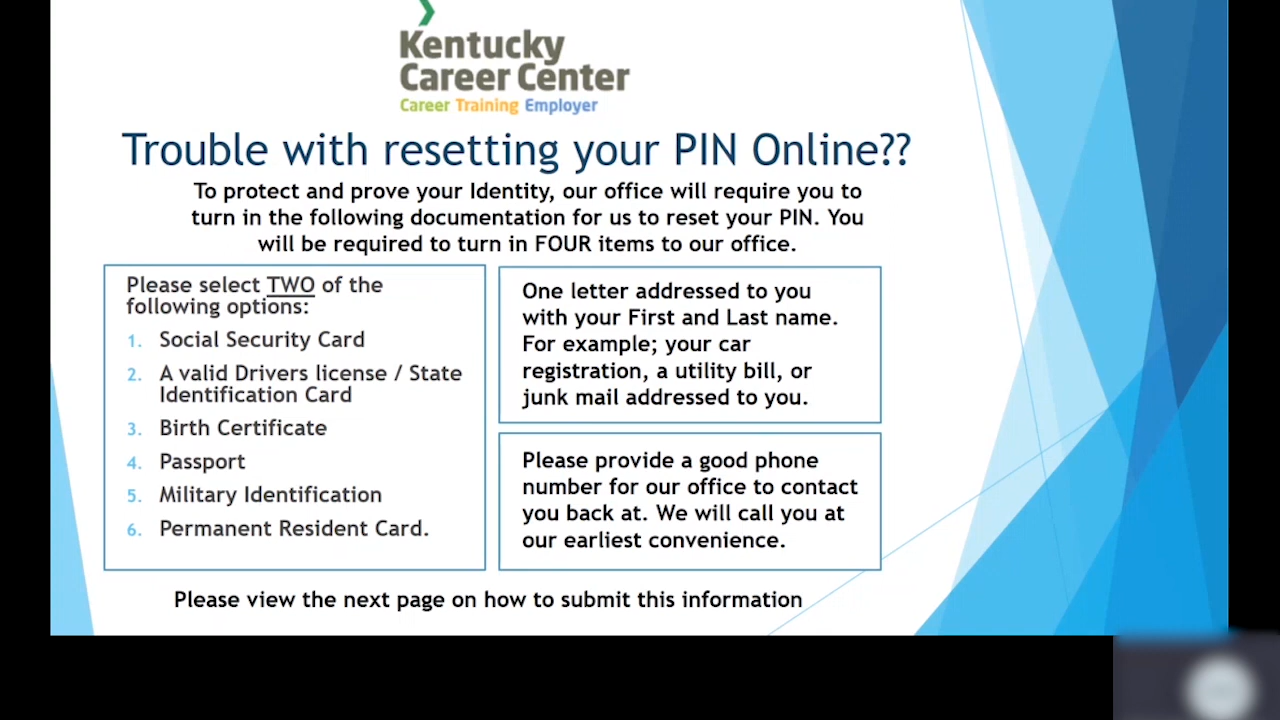 Kentucky
Career Center
Career Training Employer
Trouble with resetting your PIN Online??
To protect and prove your Identity, our office will require you to
turn in the following documentation for us to reset your PIN. You
will be required to turn in FOUR items to our office.
Please select TWO of the
following options:
1. Social Security Card
2. A valid Drivers license / State
Identification Card
3. Birth Certificate
4. Passport
5. Military Identification
6. Permanent Resident Card.
One letter addressed to you
with your First and Last name.
For example; your car
registration, a utility bill, or
junk mail addressed to you.
Please provide a good phone
number for our office to contact
you back at. We will call you at
our earliest convenience.
Please view the next page on how to submit this information